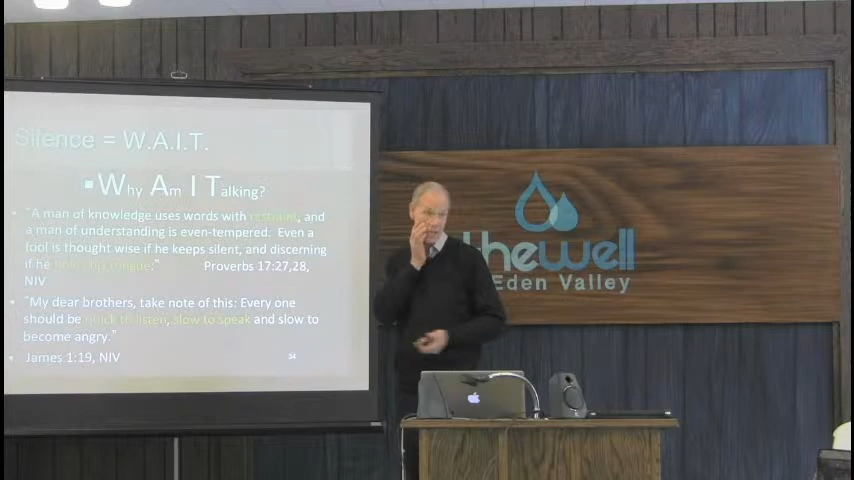 Silence = W.A.I.T.
▪Why Am I Talking?
• "A man of knowledge uses words with restraint, and
a man of understanding is even-tempered: Even a
fool is thought wise if he keeps silent, and discerning
if he holds his tongue." Proverbs 17:27,28,
NIV
• "My dear brothers, take note of this: Every one
should be quick to listen, slow to speak and slow to
become angry."
• James 1:19, NIV
34
thewell
Eden Valley